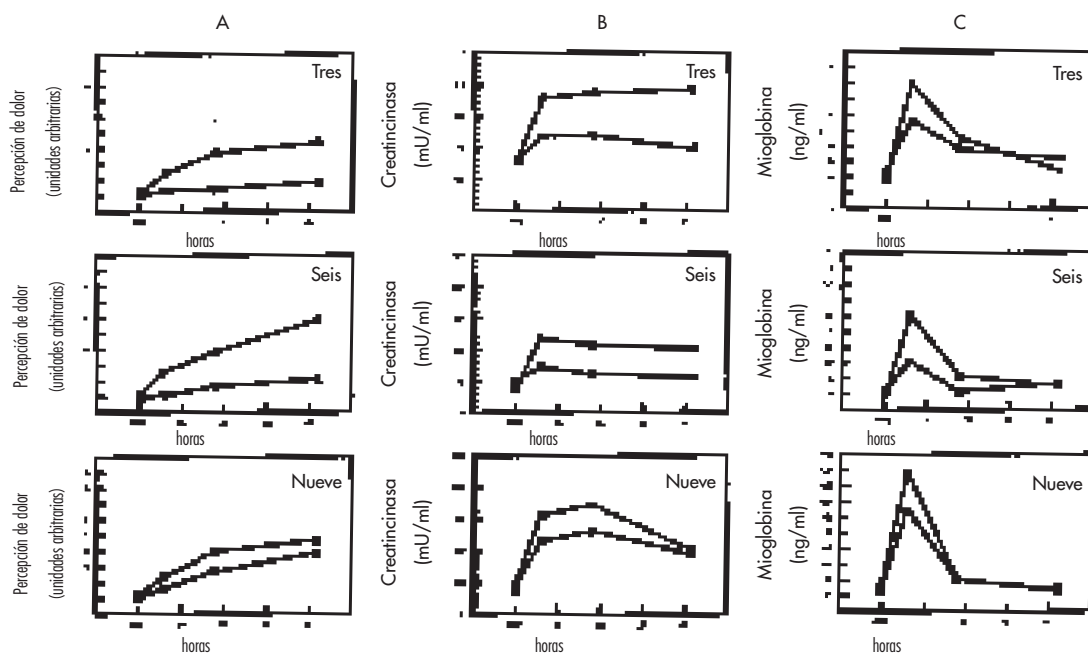 A
B
C
Percepción de dolor
(unidades arbitrarias)
Tres
horas
Creatincinasa
(mU/ml)
Tres
horas
Mioglobina
(ng/ml)
Tres
horas
Percepción de dolor
(unidades arbitrarias)
Seis
horas
Creatincinasa
(mU/ml)
Seis
horas
Mioglobina
(ng/ml)
Seis
horas
Percepción de dolor
(unidades arbitrarias)
Nueve
horas
Creatincinasa
(mU/ml)
Nueve
horas
Mioglobina
(ng/ml)
Nueve
horas